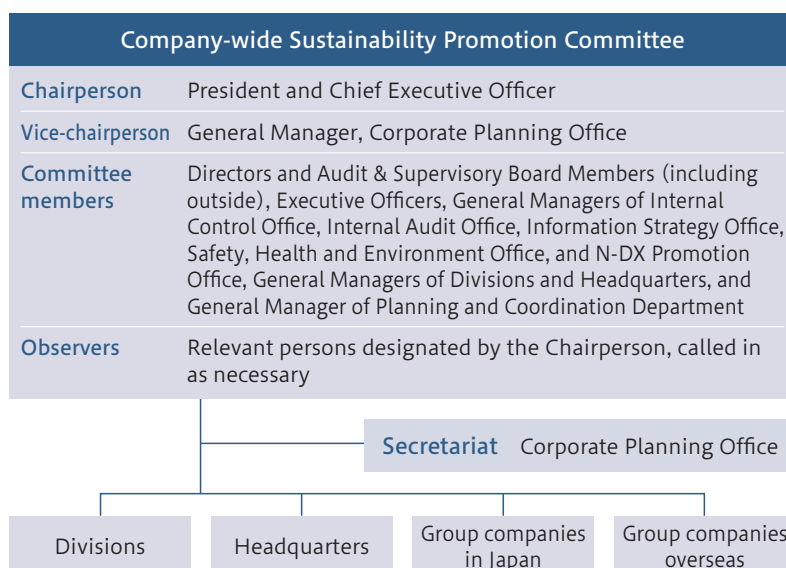 Company-wide Sustainability Promotion Committee
Chairperson President and Chief Executive Officer
Vice-chairperson General Manager, Corporate Planning Office
Committee members Directors and Audit & Supervisory Board Members (including
outside), Executive Officers, General Managers of Internal
Control Office, Internal Audit Office, Information Strategy Office,
Safety, Health and Environment Office, and N-DX Promotion
Office, General Managers of Divisions and Headquarters, and
General Manager of Planning and Coordination Department
Observers Relevant persons designated by the Chairperson, called in
as necessary
Secretariat Corporate Planning Office
Divisions
Headquarters
Group companies
in Japan
Group companies
overseas